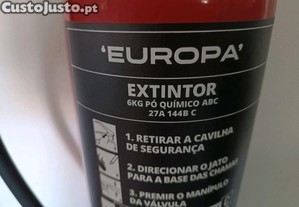 CustoJusto.pt
'EUROPA'
EXTINTOR
6KG PÓ QUÍMICO ABC
27A 144B C
1. RETIRAR A CAVILHA
DE SEGURANÇA
2. DIRECIONAR O JATO
PARA A BASE DAS CHAMAS
3. PREMIR O MANÍPULO
DA VÁLVULA